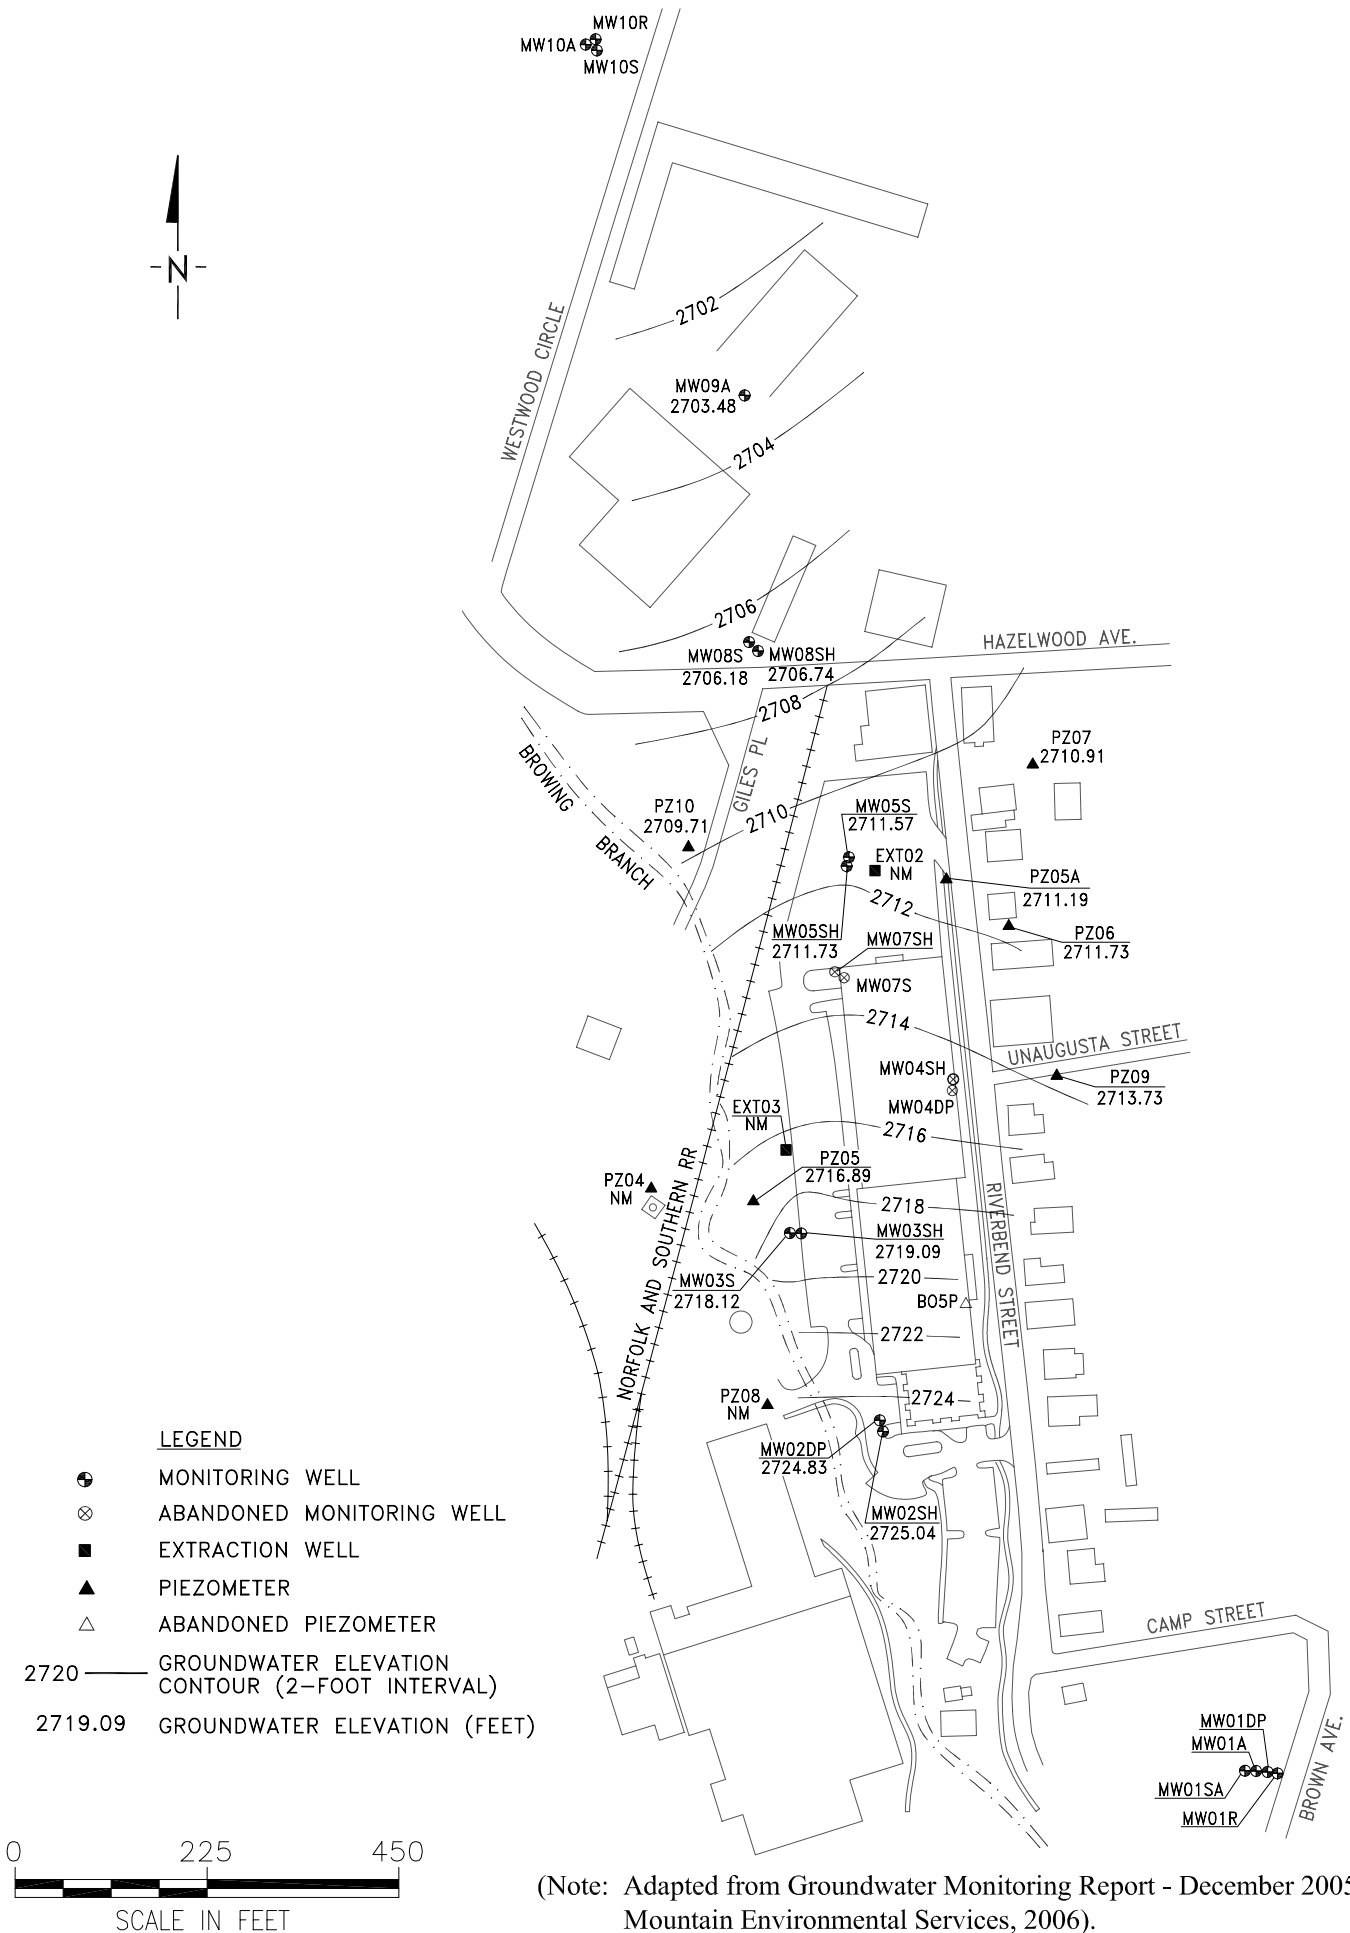 MW10R
MW10A
MW10S
N
2702
WESTWOOD CIRCLE
MW09A
2703.48
2704
2706
HAZELWOOD AVE.
MW08S
2706.18
MW08SH
2706.74
2708
GILES PL
PZ07
2710.91
BROWING
BRANCH
PZ10
2709.71
2710
MW05S
2711.57
EXT02
NM
PZ05A
2711.19
2712
MW05SH
2711.73
MW07SH
PZ06
2711.73
MW07S
2714
UNAUGUSTA STREET
MW04SH
PZ09
2713.73
MW04DP
EXT03
NM
2716
PZ04
NM
PZ05
2716.89
NORFOLK AND SOUTHERN RR
RIVERBEND STREET
2718
MW03SH
2719.09
MW03S
2718.12
2720
B05P
2722
PZ08
NM
2724
MW02DP
2724.83
MW02SH
2725.04
LEGEND
MONITORING WELL
ABANDONED MONITORING WELL
EXTRACTION WELL
PIEZOMETER
ABANDONED PIEZOMETER
2720 GROUNDWATER ELEVATION
CONTOUR (2-FOOT INTERVAL)
2719.09 GROUNDWATER ELEVATION (FEET)
CAMP STREET
MW01DP
MW01A
MW01SA
MW01R
BROWN AVE.
0 225 450
SCALE IN FEET
(Note: Adapted from Groundwater Monitoring Report - December 2005
Mountain Environmental Services, 2006).